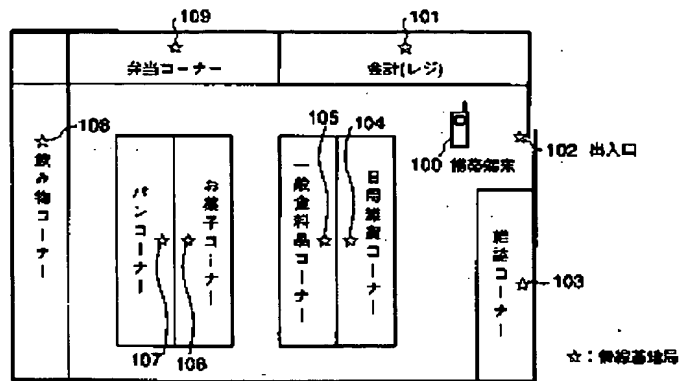 109
101
弁当コーナー
会計(レジ)
108
飲み物コーナー
105
104
100 携帯端末
102 出入口
パンコーナー
お菓子コーナー
一般食料品コーナー
日用雑貨コーナー
雑誌コーナー
103
107
106
☆：無線基地局